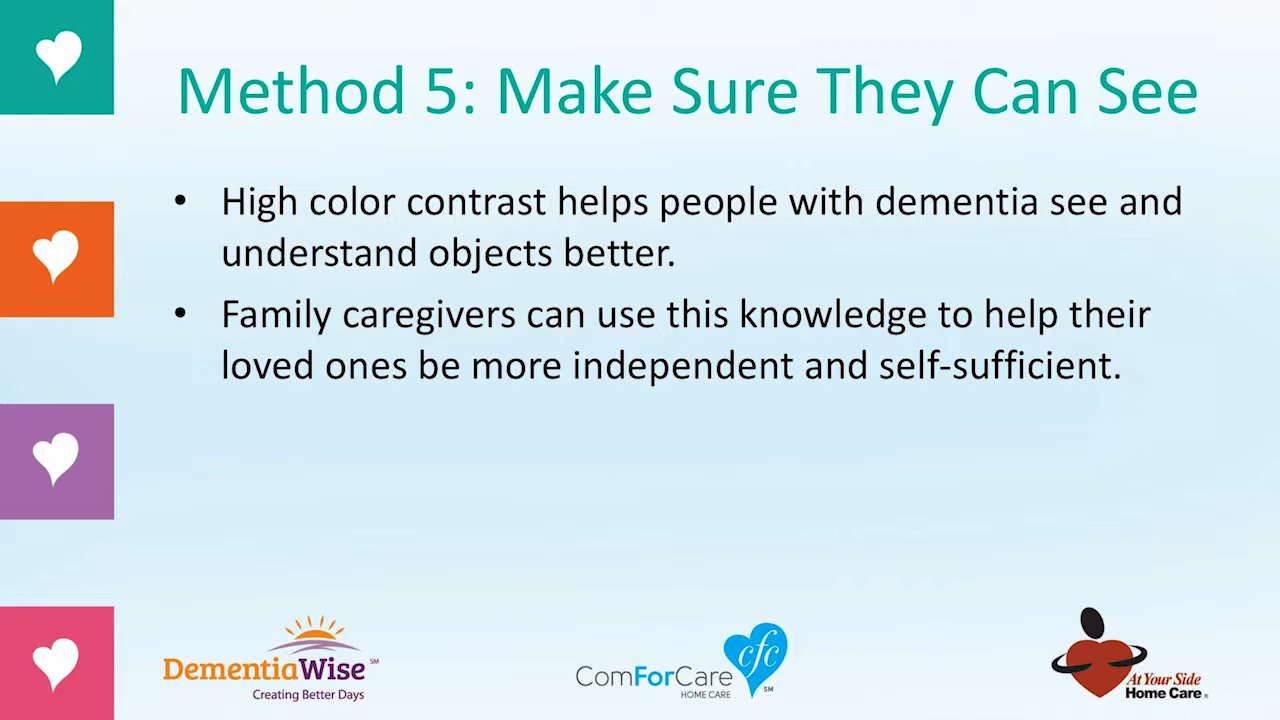 Method 5: Make Sure They Can See
• High color contrast helps people with dementia see and
understand objects better.
• Family caregivers can use this knowledge to help their
loved ones be more independent and self-sufficient.
DementiaWise SM
Creating Better Days
ComForCare
HOME CARE
cfc
SM
At Your Side
Home Care®